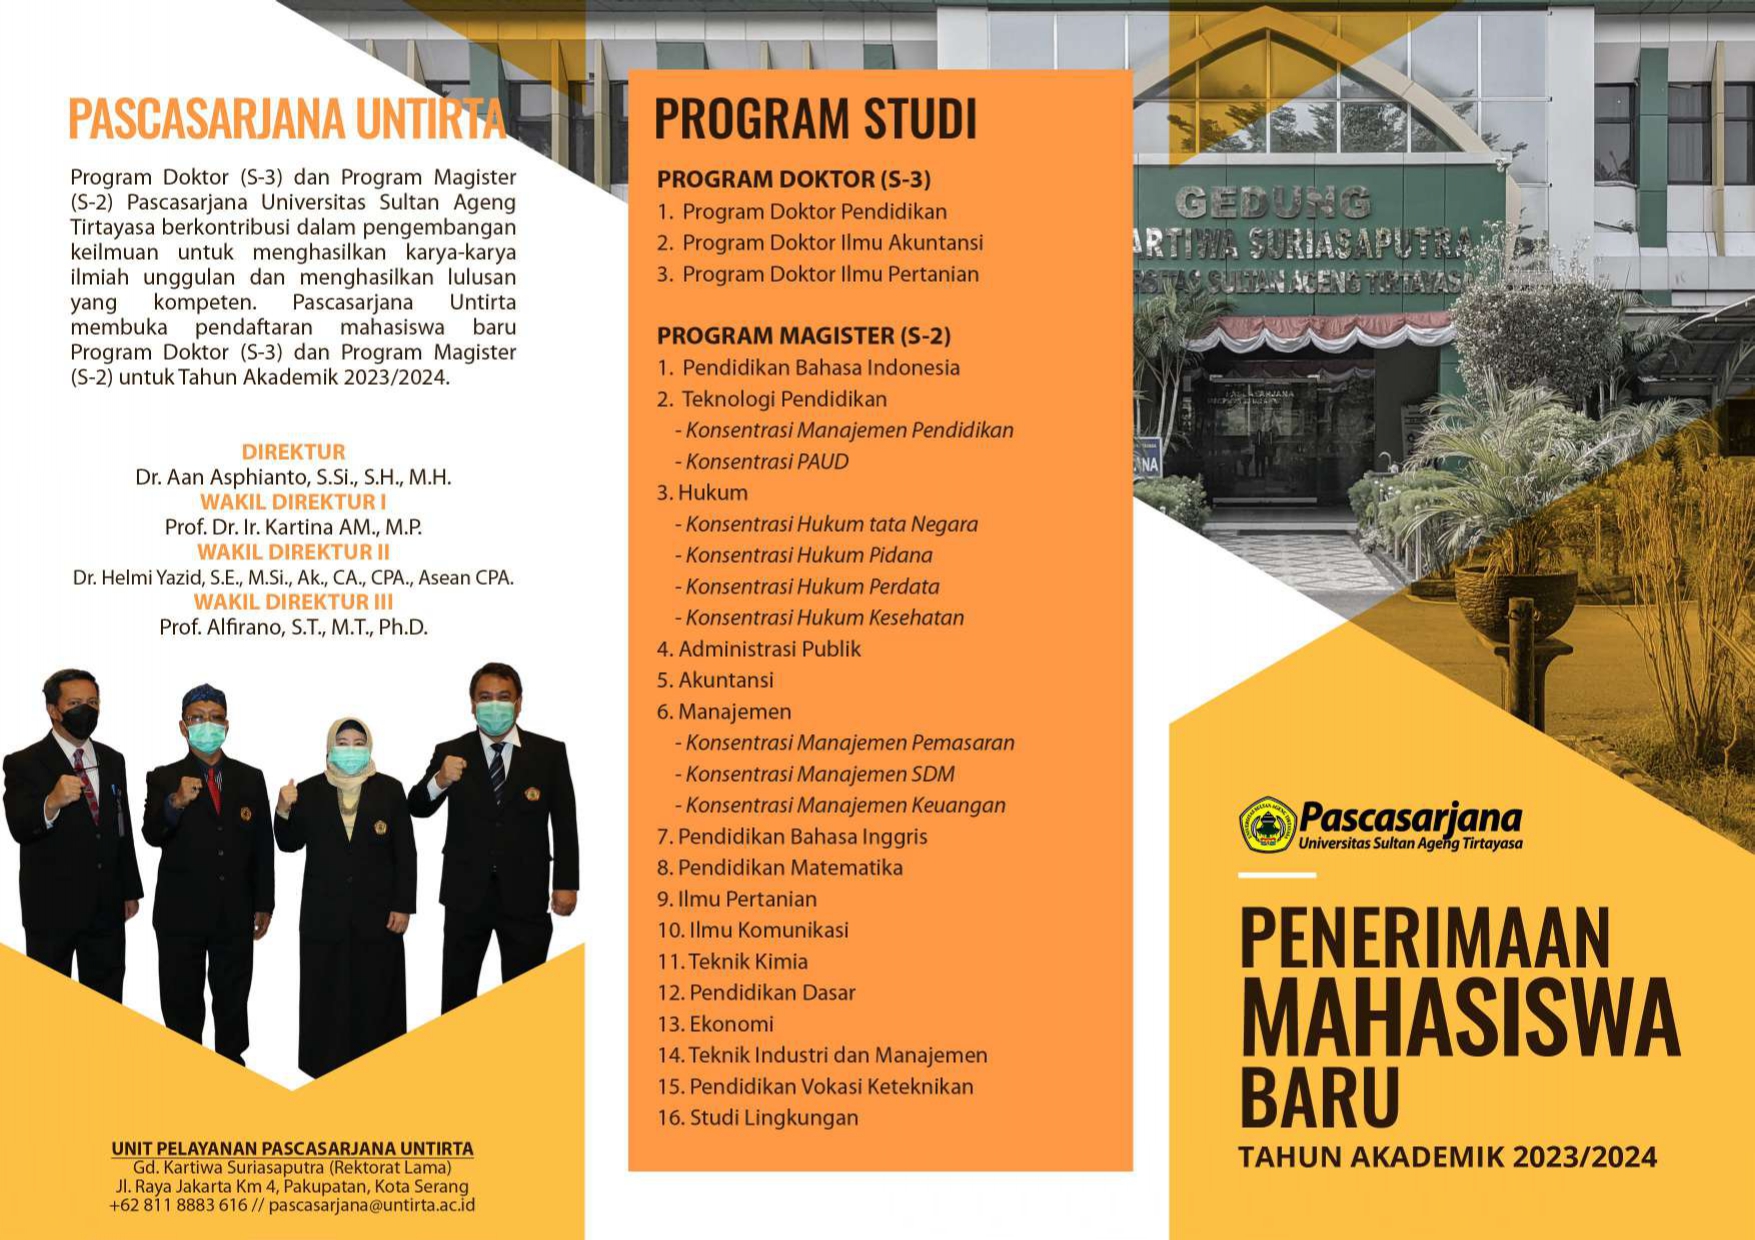 PASCASARJANA UNTIRTA
Program Doktor (S-3) dan Program Magister
(S-2) Pascasarjana Universitas Sultan Ageng
Tirtayasa berkontribusi dalam pengembangan
keilmuan untuk menghasilkan karya-karya
ilmiah unggulan dan menghasilkan lulusan
yang kompeten. Pascasarjana Untirta
membuka pendaftaran mahasiswa baru
Program Doktor (S-3) dan Program Magister
(S-2) untuk Tahun Akademik 2023/2024.
DIREKTUR
Dr. Aan Asphianto, S.Si., S.H., M.H.
WAKIL DIREKTUR I
Prof. Dr. Ir. Kartina AM., M.P.
WAKIL DIREKTUR II
Dr. Helmi Yazid, S.E., M.Si., Ak., CA., CPA., Asean CPA.
WAKIL DIREKTUR III
Prof. Alfirano, S.T., M.T., Ph.D.
UNIT PELAYANAN PASCASARJANA UNTIRTA
Gd. Kartiwa Suriasaputra (Rektorat Lama)
Jl. Raya Jakarta Km 4, Pakupatan, Kota Serang
+62 811 8883 616 // pascasarjana@untirta.ac.id
PROGRAM STUDI
PROGRAM DOKTOR (S-3)
1. Program Doktor Pendidikan
2. Program Doktor Ilmu Akuntansi
3. Program Doktor Ilmu Pertanian
PROGRAM MAGISTER (S-2)
1. Pendidikan Bahasa Indonesia
2. Teknologi Pendidikan
- Konsentrasi Manajemen Pendidikan
- Konsentrasi PAUD
3. Hukum
- Konsentrasi Hukum tata Negara
- Konsentrasi Hukum Pidana
- Konsentrasi Hukum Perdata
- Konsentrasi Hukum Kesehatan
4. Administrasi Publik
5. Akuntansi
6. Manajemen
- Konsentrasi Manajemen Pemasaran
- Konsentrasi Manajemen SDM
- Konsentrasi Manajemen Keuangan
7. Pendidikan Bahasa Inggris
8. Pendidikan Matematika
9. Ilmu Pertanian
10. Ilmu Komunikasi
11. Teknik Kimia
12. Pendidikan Dasar
13. Ekonomi
14. Teknik Industri dan Manajemen
15. Pendidikan Vokasi Keteknikan
16. Studi Lingkungan
GEDUNG
ARTIWA SURIASAPUTRA
SITAS SULTAN AGENG TIRTAYASA
NA
Pascasarjana
Universitas Sultan Ageng Tirtayasa
PENERIMAAN
MAHASISWA
BARU
TAHUN AKADEMIK 2023/2024